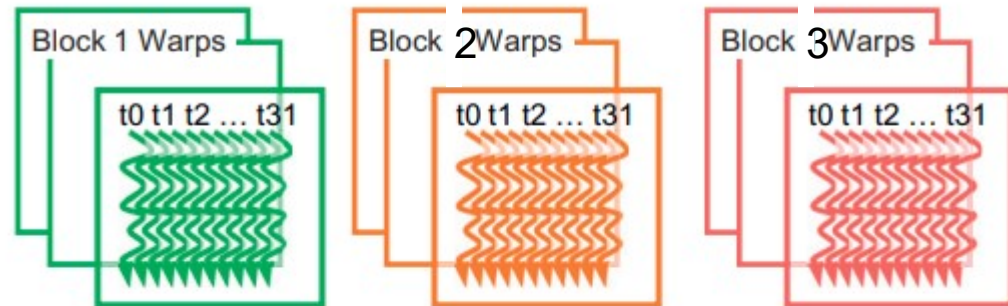 Block 1 Warps
t0 t1 t2 … t31
Block 2 Warps
t0 t1 t2 … t31
Block 3 Warps
t0 t1 t2 … t31